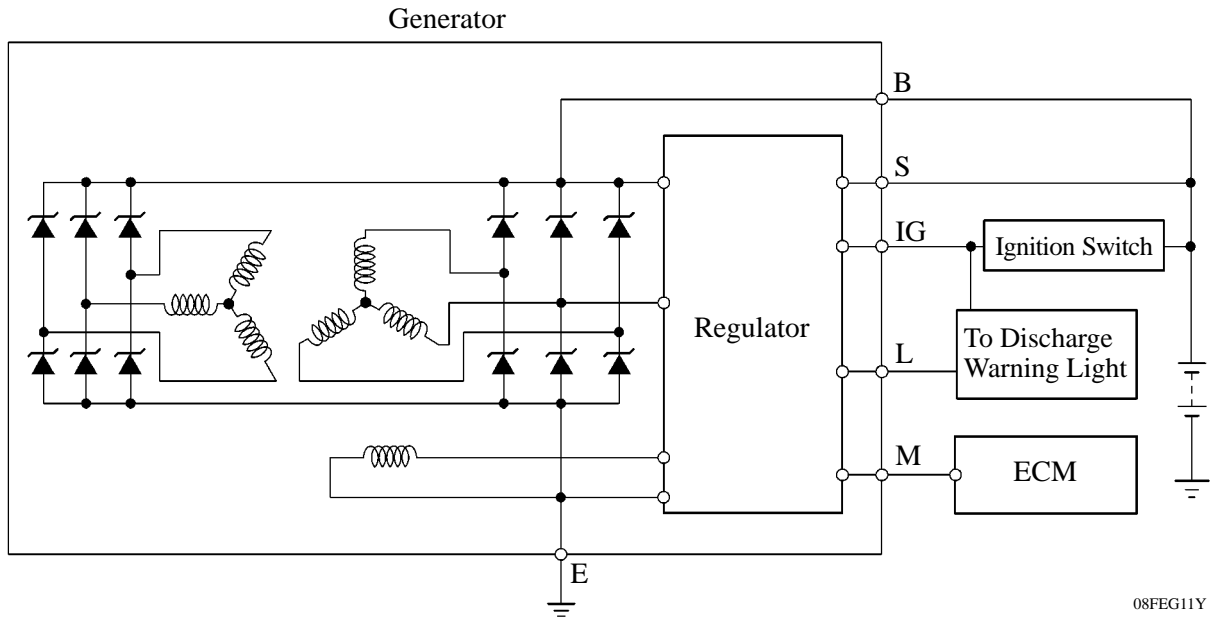 Generator
B
S
IG
Ignition Switch
Regulator
To Discharge
Warning Light
L
M
ECM
E
08FEG11Y